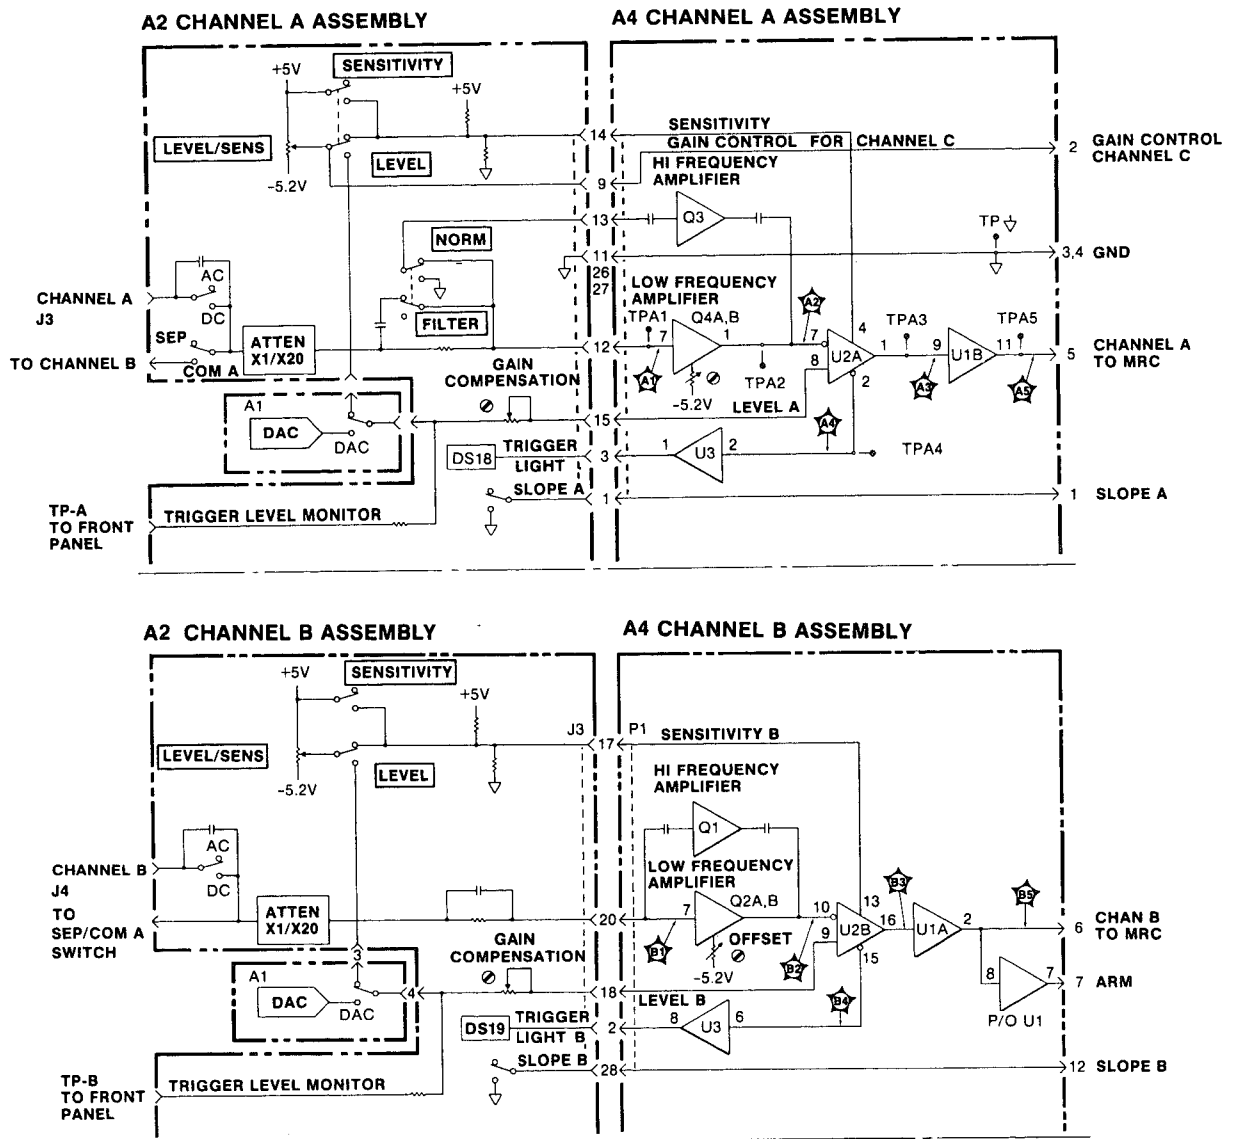 A2 CHANNEL A ASSEMBLY
A4 CHANNEL A ASSEMBLY
+5V
SENSITIVITY
+5V
LEVEL/SENS
LEVEL
-5.2V
14
SENSITIVITY
GAIN CONTROL FOR CHANNEL C
2
GAIN CONTROL
CHANNEL C
9
HI FREQUENCY
AMPLIFIER
13
Q3
NORM
TP
11
3,4
GND
26
27
AC
CHANNEL A
J3
DC
LOW FREQUENCY
AMPLIFIER
Q4A,B
A2
TPA1
FILTER
SEP
ATTEN
X1/X20
TO CHANNEL B
COM A
12
7
1
7
4
TPA3
TPA5
8
U2A
1
9
U1B
11
5
CHANNEL A
TO MRC
2
A1
TPA2
A3
A5
GAIN
COMPENSATION
-5.2V
LEVEL A
A1
DAC
DAC
15
A4
DS18
TRIGGER
LIGHT
3
1
U3
2
TPA4
SLOPE A
1
1
SLOPE A
TP-A
TO FRONT
PANEL
TRIGGER LEVEL MONITOR
A2 CHANNEL B ASSEMBLY
A4 CHANNEL B ASSEMBLY
+5V
SENSITIVITY
+5V
J3
P1
LEVEL/SENS
LEVEL
-5.2V
17
SENSITIVITY B
HI FREQUENCY
AMPLIFIER
Q1
AC
CHANNEL B
J4
DC
TO
SEP/COM A
SWITCH
ATTEN
X1/X20
LOW FREQUENCY
AMPLIFIER
Q2A,B
B3
B5
20
7
10
13
9
U2B
16
U1A
2
6
CHAN B
TO MRC
15
B1
OFFSET
-5.2V
B2
3
GAIN
COMPENSATION
A1
DAC
DAC
4
18
LEVEL B
B4
8
7
7
ARM
P/O U1
DS19
TRIGGER
LIGHT B
2
8
U3
6
SLOPE B
28
12
SLOPE B
TP-B
TO FRONT
PANEL
TRIGGER LEVEL MONITOR